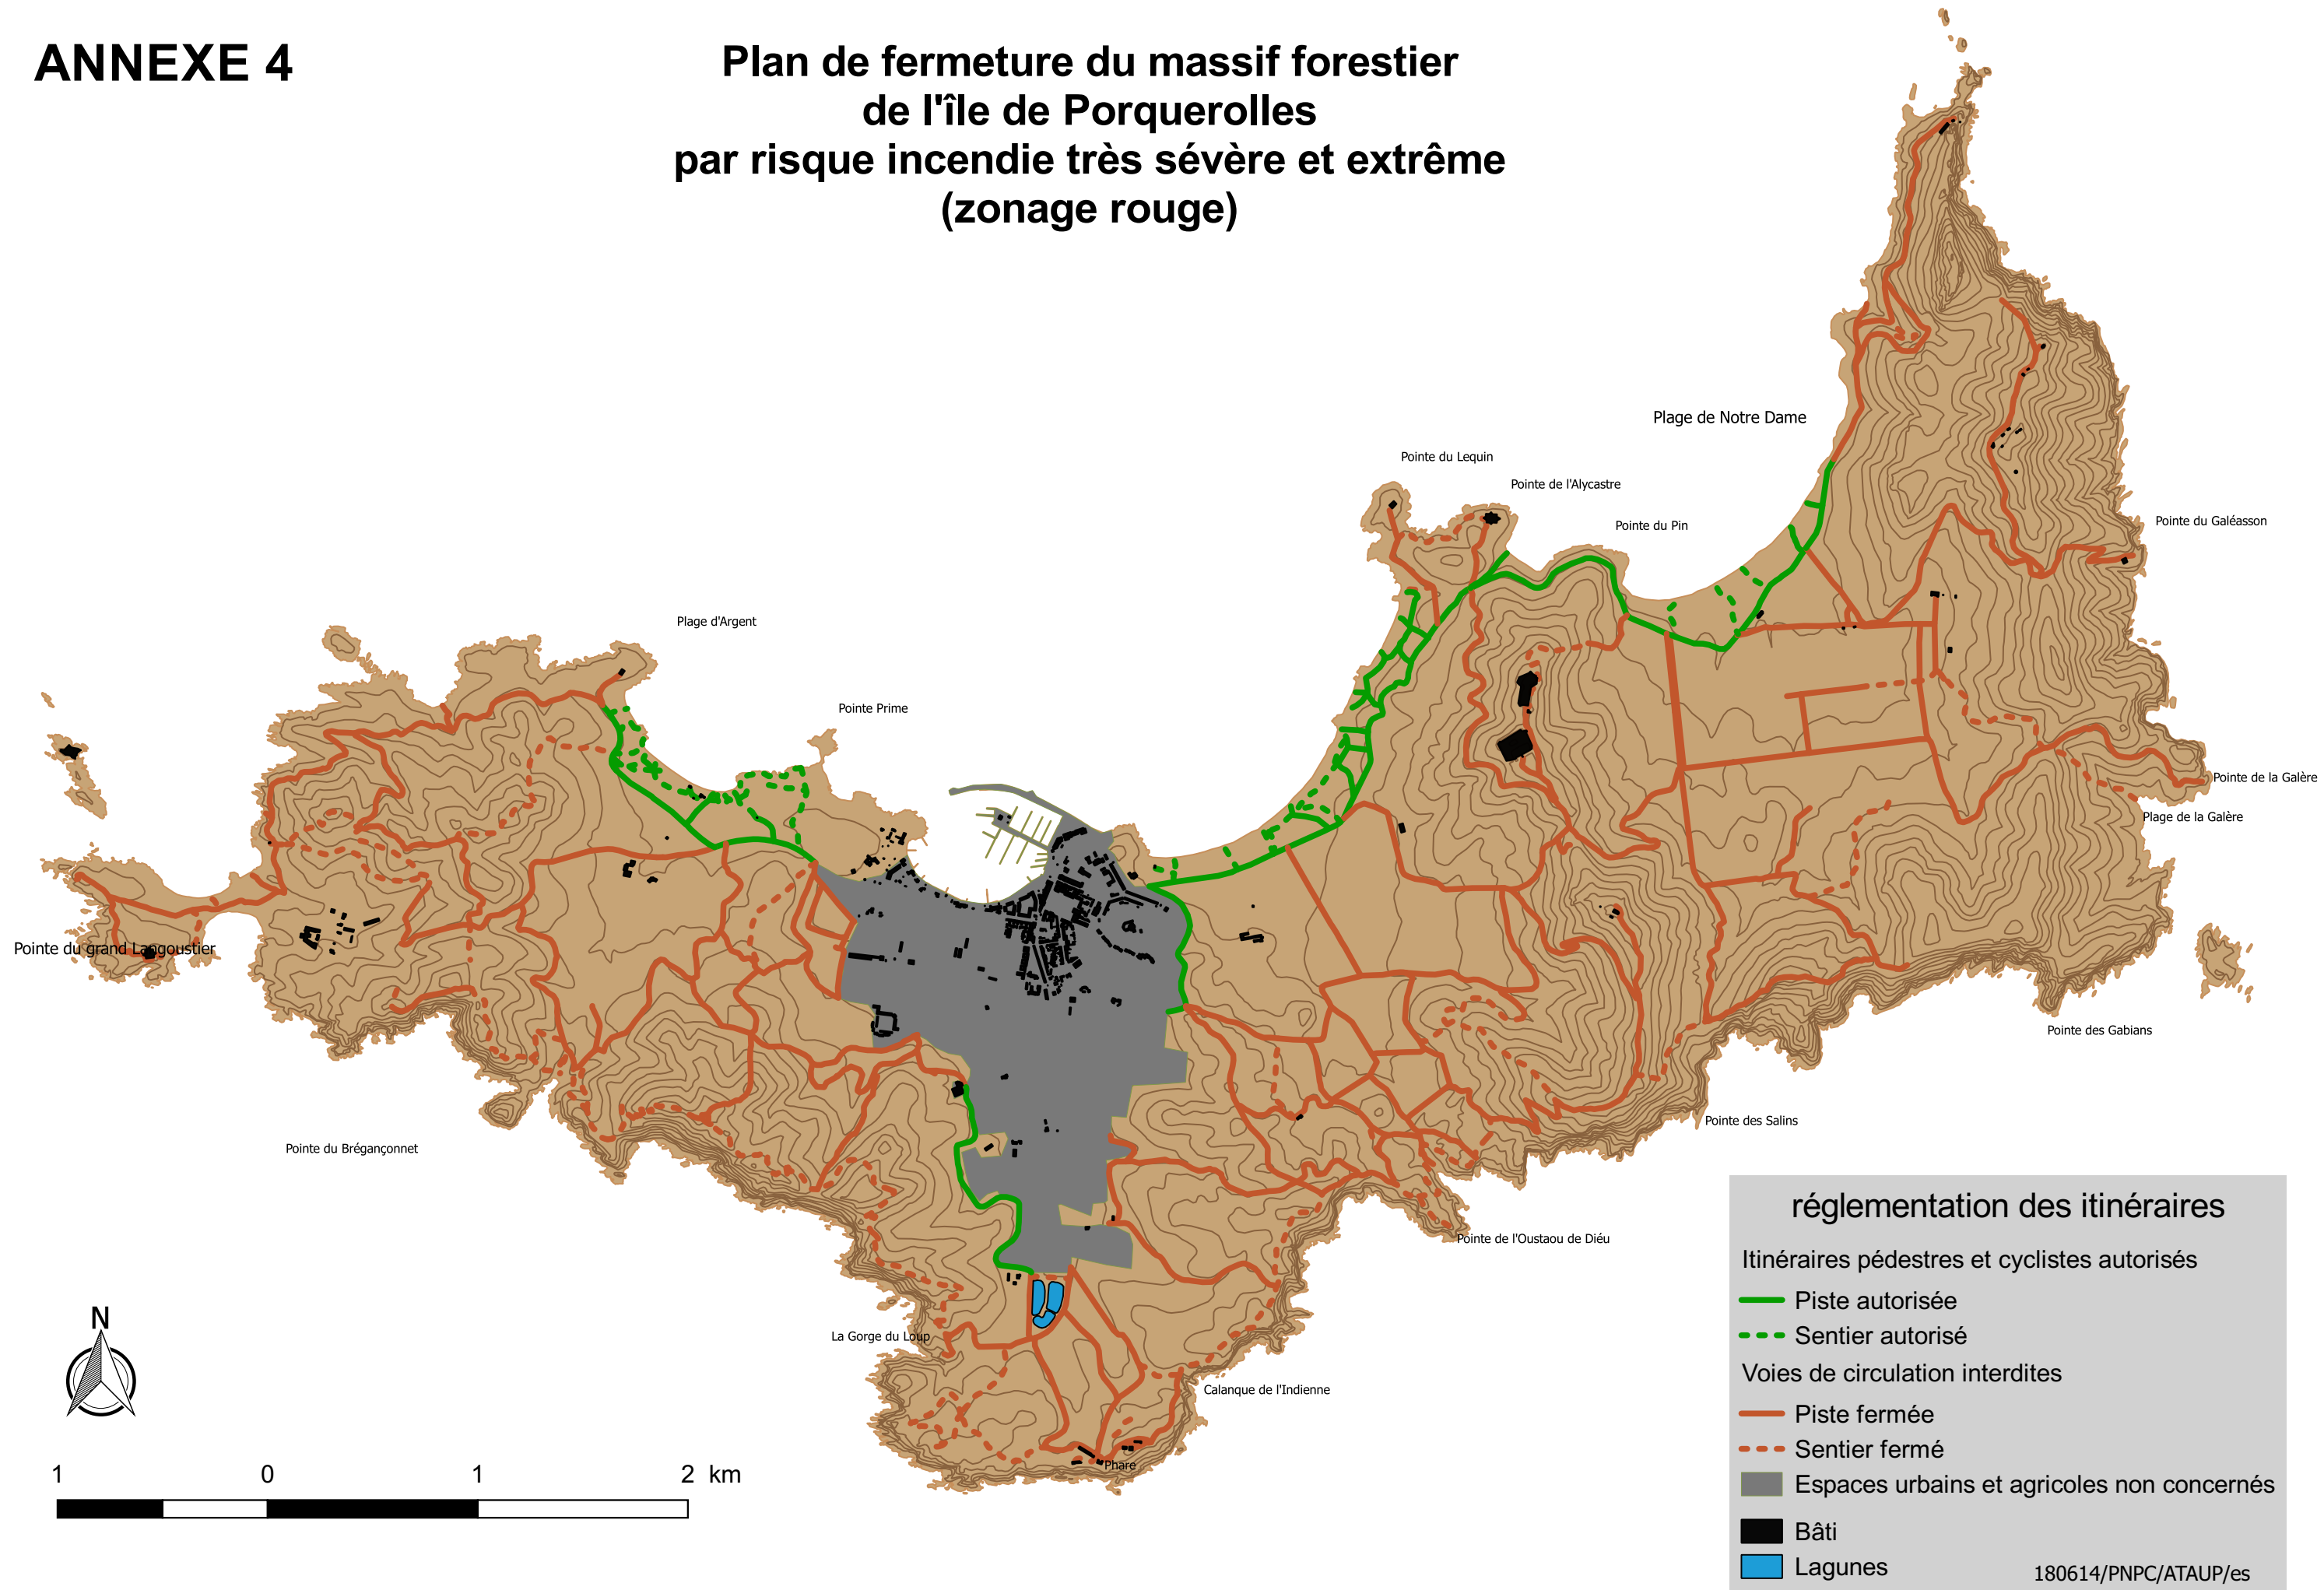 ANNEXE 4
Plan de fermeture du massif forestier
de l'île de Porquerolles
par risque incendie très sévère et extrême
(zonage rouge)
Plage de Notre Dame
Pointe du Lequin
Pointe de l'Alycastre
Pointe du Pin
Pointe du Galéasson
Plage d'Argent
Pointe Prime
Pointe de la Galère
Plage de la Galère
Pointe du grand Langoustier
Pointe des Gabians
Pointe des Salins
Pointe du Brégançonnet
Pointe de l'Oustaou de Diéu
La Gorge du Loup
Calanque de l'Indienne
Phare
N
1 0 1 2 km
réglementation des itinéraires
Itinéraires pédestres et cyclistes autorisés
Piste autorisée
Sentier autorisé
Voies de circulation interdites
Piste fermée
Sentier fermé
Espaces urbains et agricoles non concernés
Bâti
Lagunes
180614/PNPC/ATAUP/es